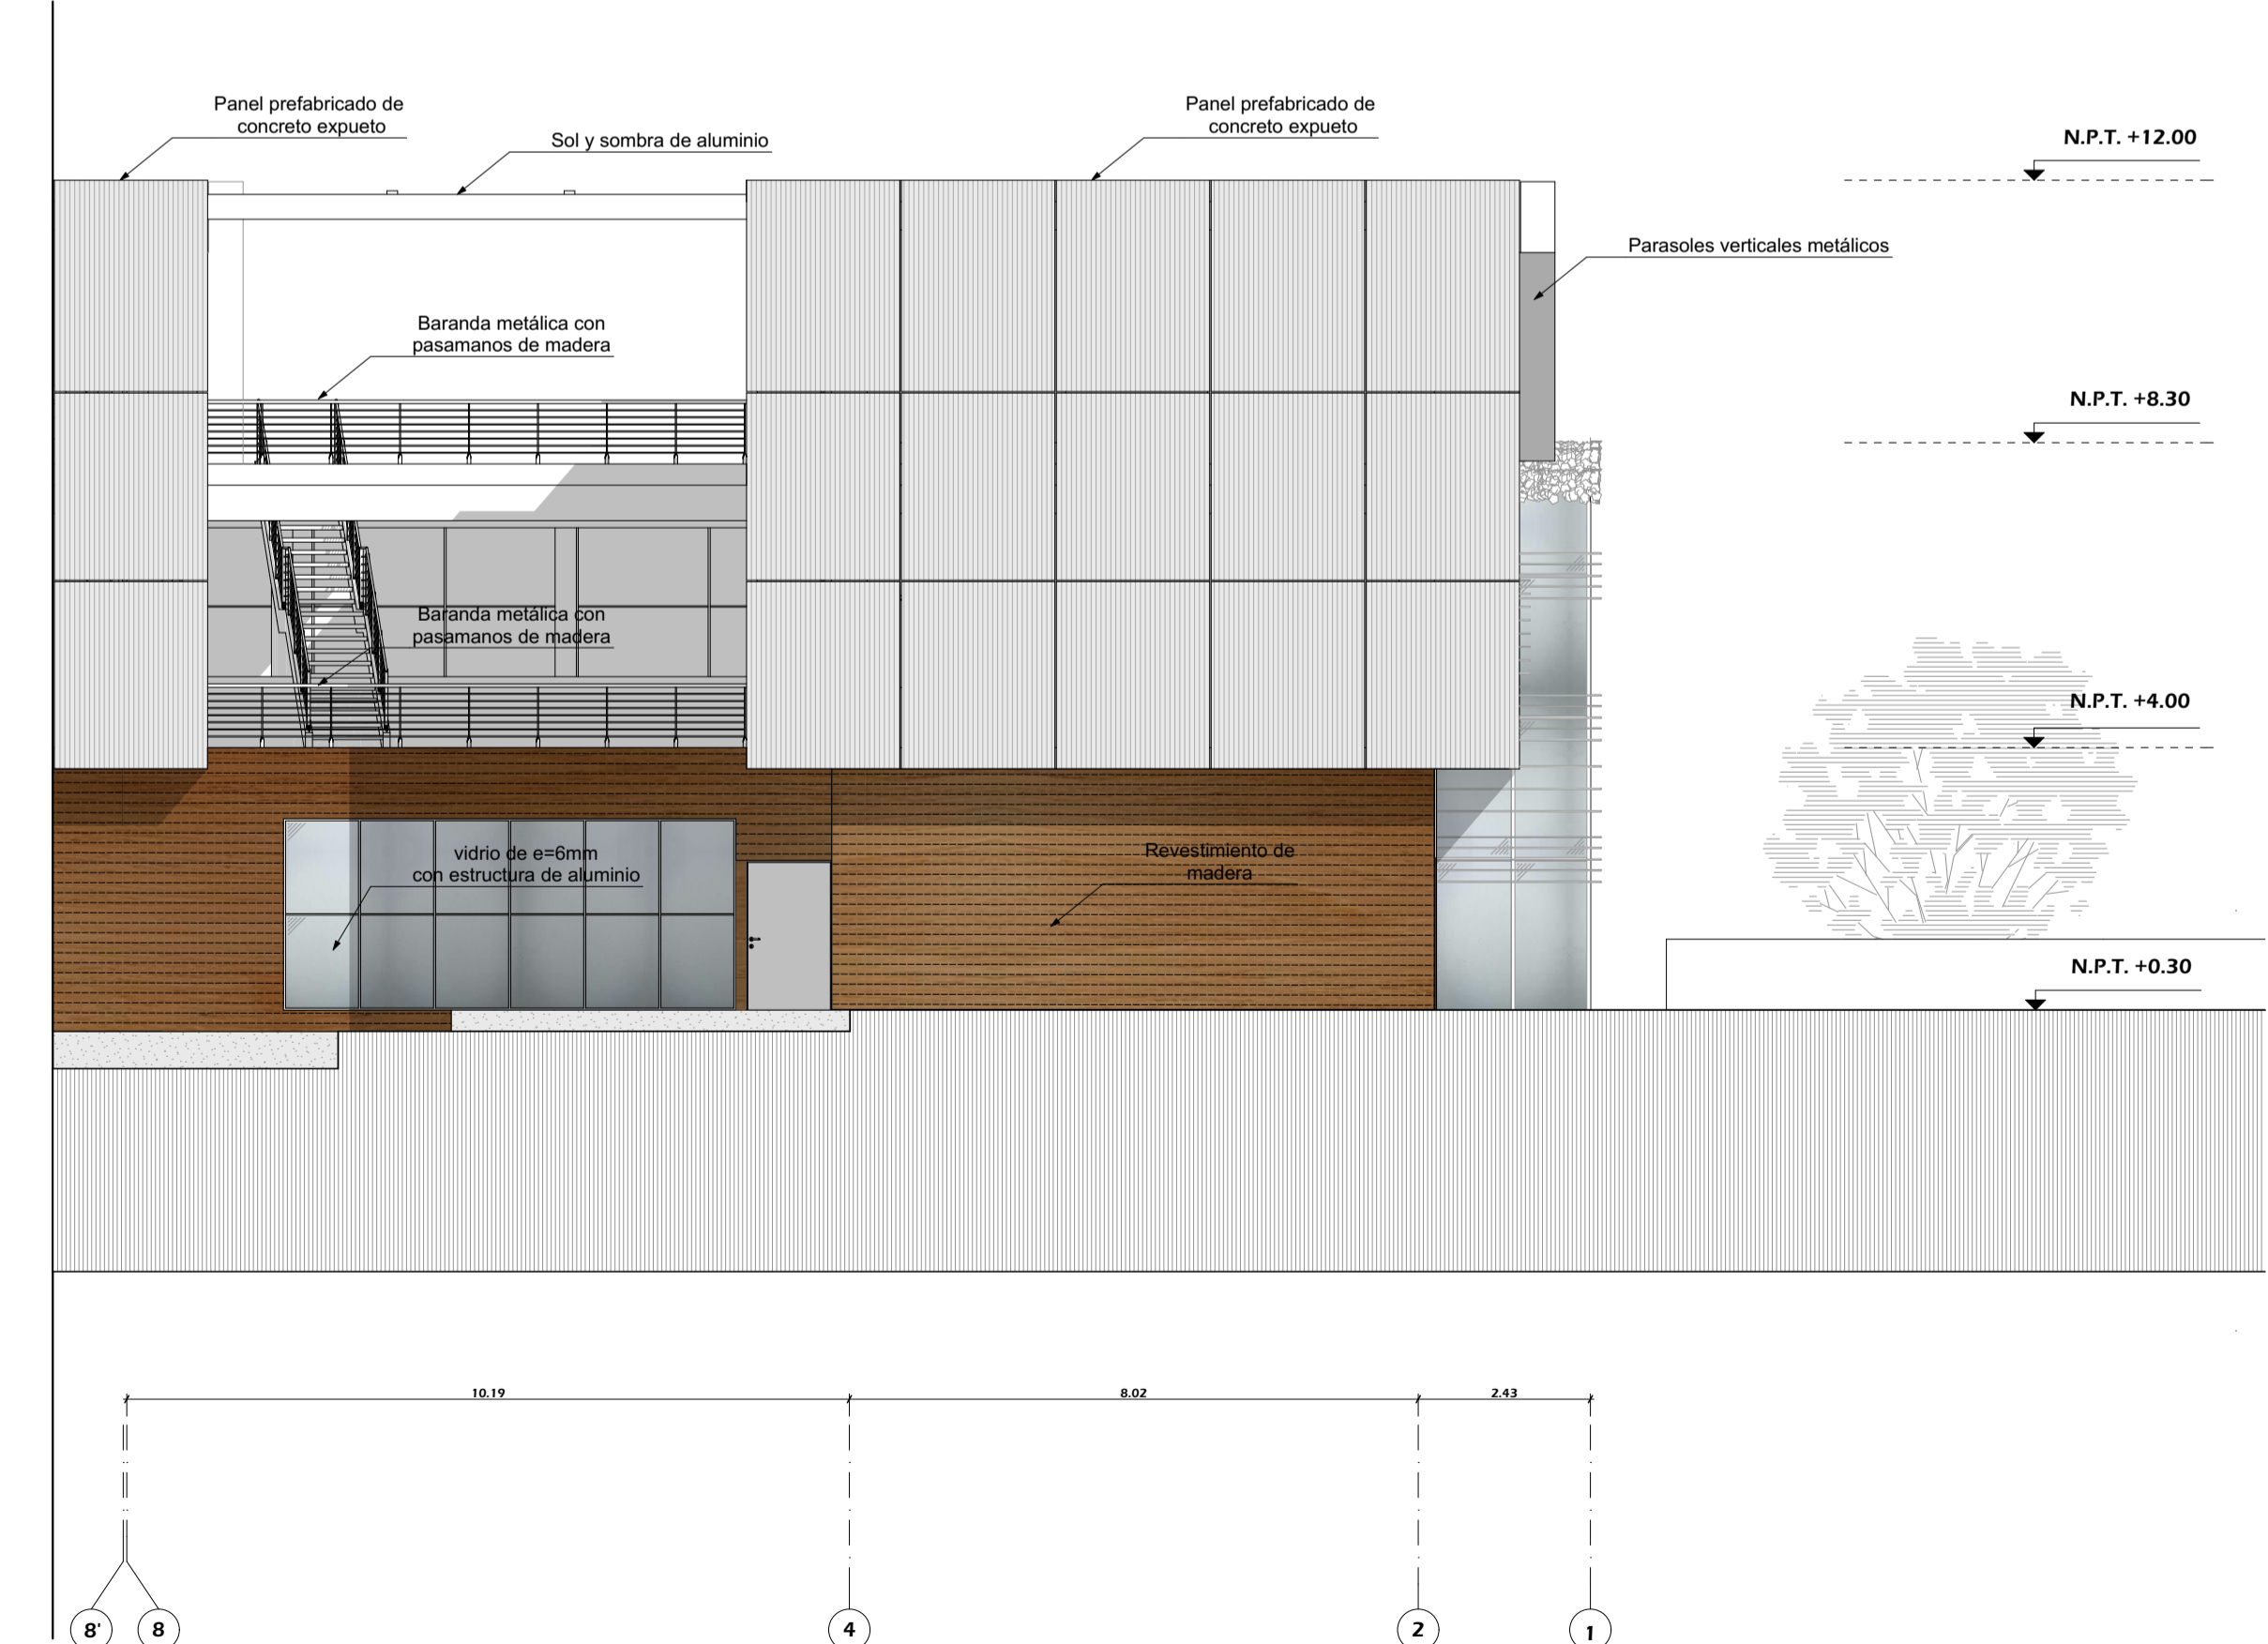 Panel prefabricado de
concreto expueto
Sol y sombra de aluminio
Panel prefabricado de
concreto expueto
N.P.T. +12.00
Parasoles verticales metálicos
Baranda metálica con
pasamanos de madera
N.P.T. +8.30
Baranda metálica con
pasamanos de madera
N.P.T. +4.00
vidrio de e=6mm
con estructura de aluminio
Revestimiento de
madera
N.P.T. +0.30
10.19
8.02
2.43
8'
8
4
2
1